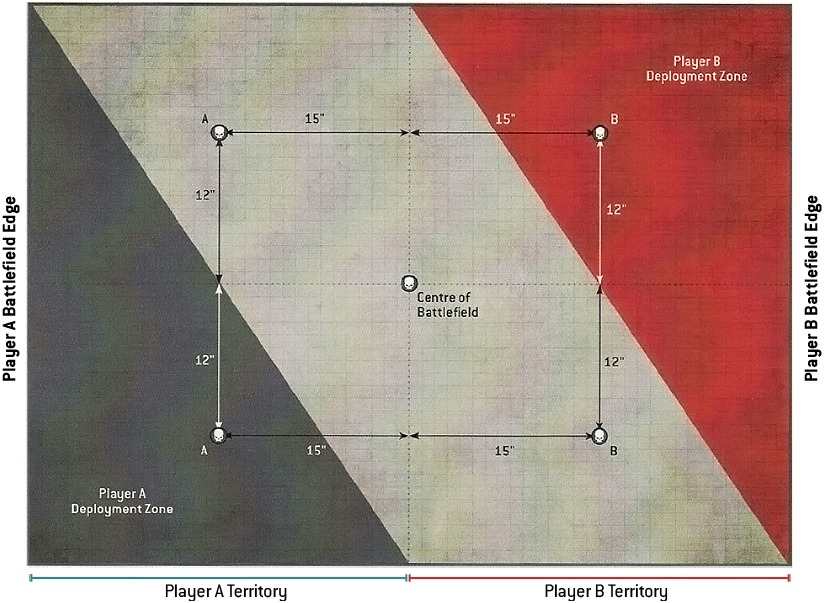 Player B
Deployment Zone
A
15"
15"
B
12"
12"
Player A Battlefield Edge
Player B Battlefield Edge
Centre of
Battlefield
12"
12"
A
15"
15"
B
Player A
Deployment Zone
Player A Territory
Player B Territory